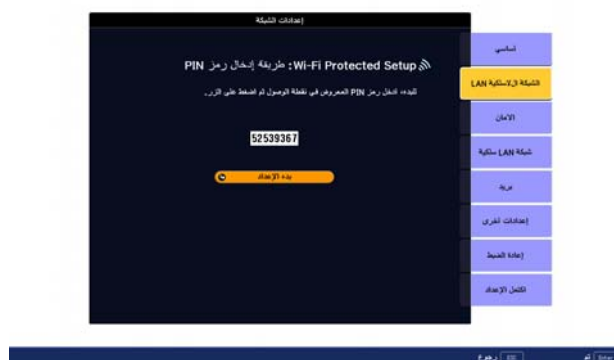 إعدادات الشبكة
Wi-Fi Protected Setup: طريقة إدخال رمز PIN
للبدء، أدخل رمز PIN المعروض في نقطة الوصول ثم اضغط على الزر.
52539367
بدء الإعداد
أساسي
الشبكة اللاسلكية LAN
الأمان
شبكة LAN سلكية
بريد
إعدادات أخرى
إعادة الضبط
اكتمل الإعداد
رجوع